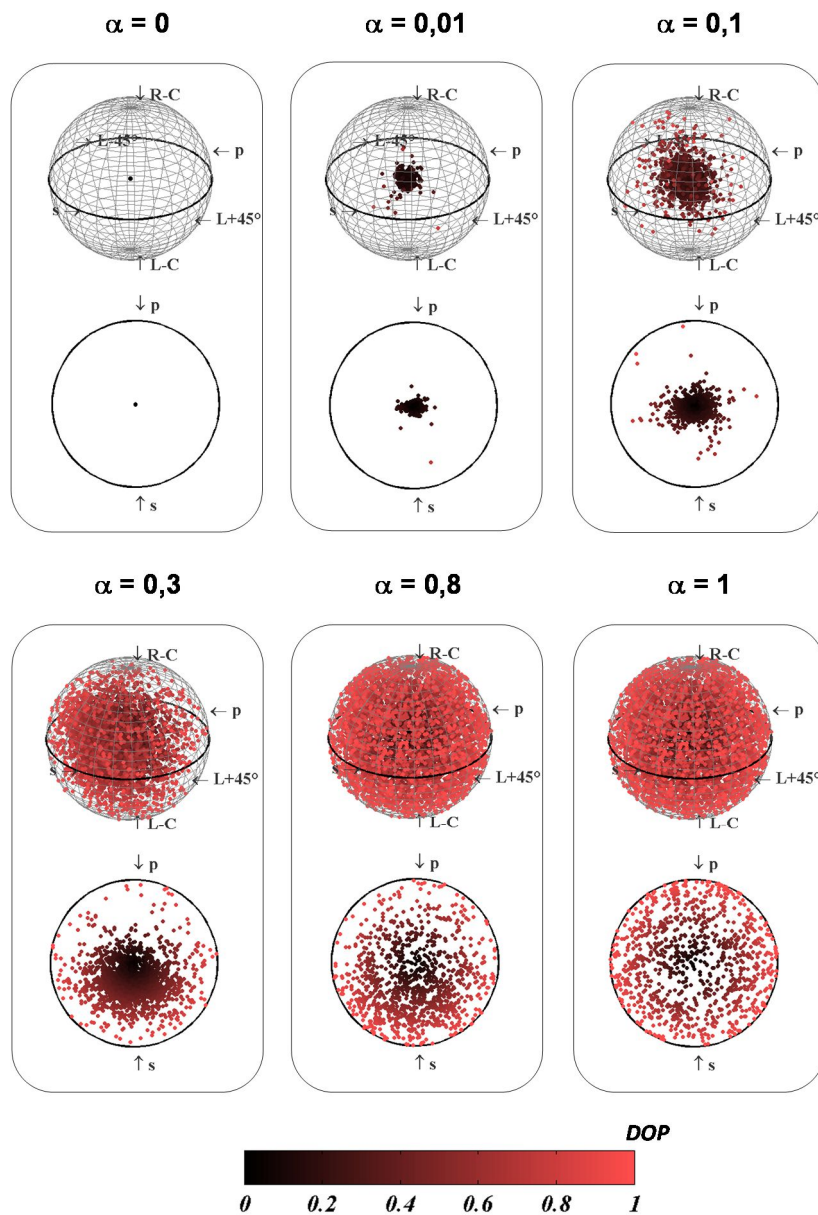 α = 0
α = 0,01
α = 0,1
↓ R-C
L-45°
← p
s
← L+45°
↑ L-C
↓ p
↑ s
↓ R-C
L-45°
← p
s
← L+45°
↑ L-C
↓ p
↑ s
↓ R-C
← p
s
← L+45°
↑ L-C
↓ p
↑ s
α = 0,3
α = 0,8
α = 1
↓ R-C
← p
s
← L+45°
↑ L-C
↓ p
↑ s
↓ R-C
← p
s
← L+45°
↑ L-C
↓ p
↑ s
↓ R-C
← p
← L+45°
↑ L-C
↓ p
↑ s
DOP
0 0.2 0.4 0.6 0.8 1